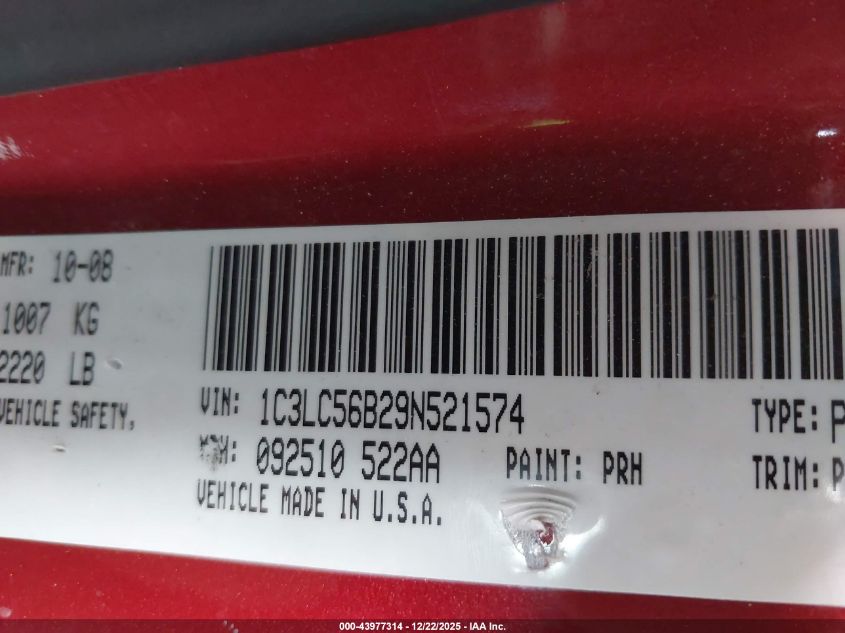 MFR: 10-08
1007 KG
2220 LB
VEHICLE SAFETY,
VIN: 1C3LC56B29N521574
TYPE: P
092510 522AA
PAINT: PRH
TRIM: P
VEHICLE MADE IN U.S.A.
000-43977314 - 12/22/2025 - IAA Inc.